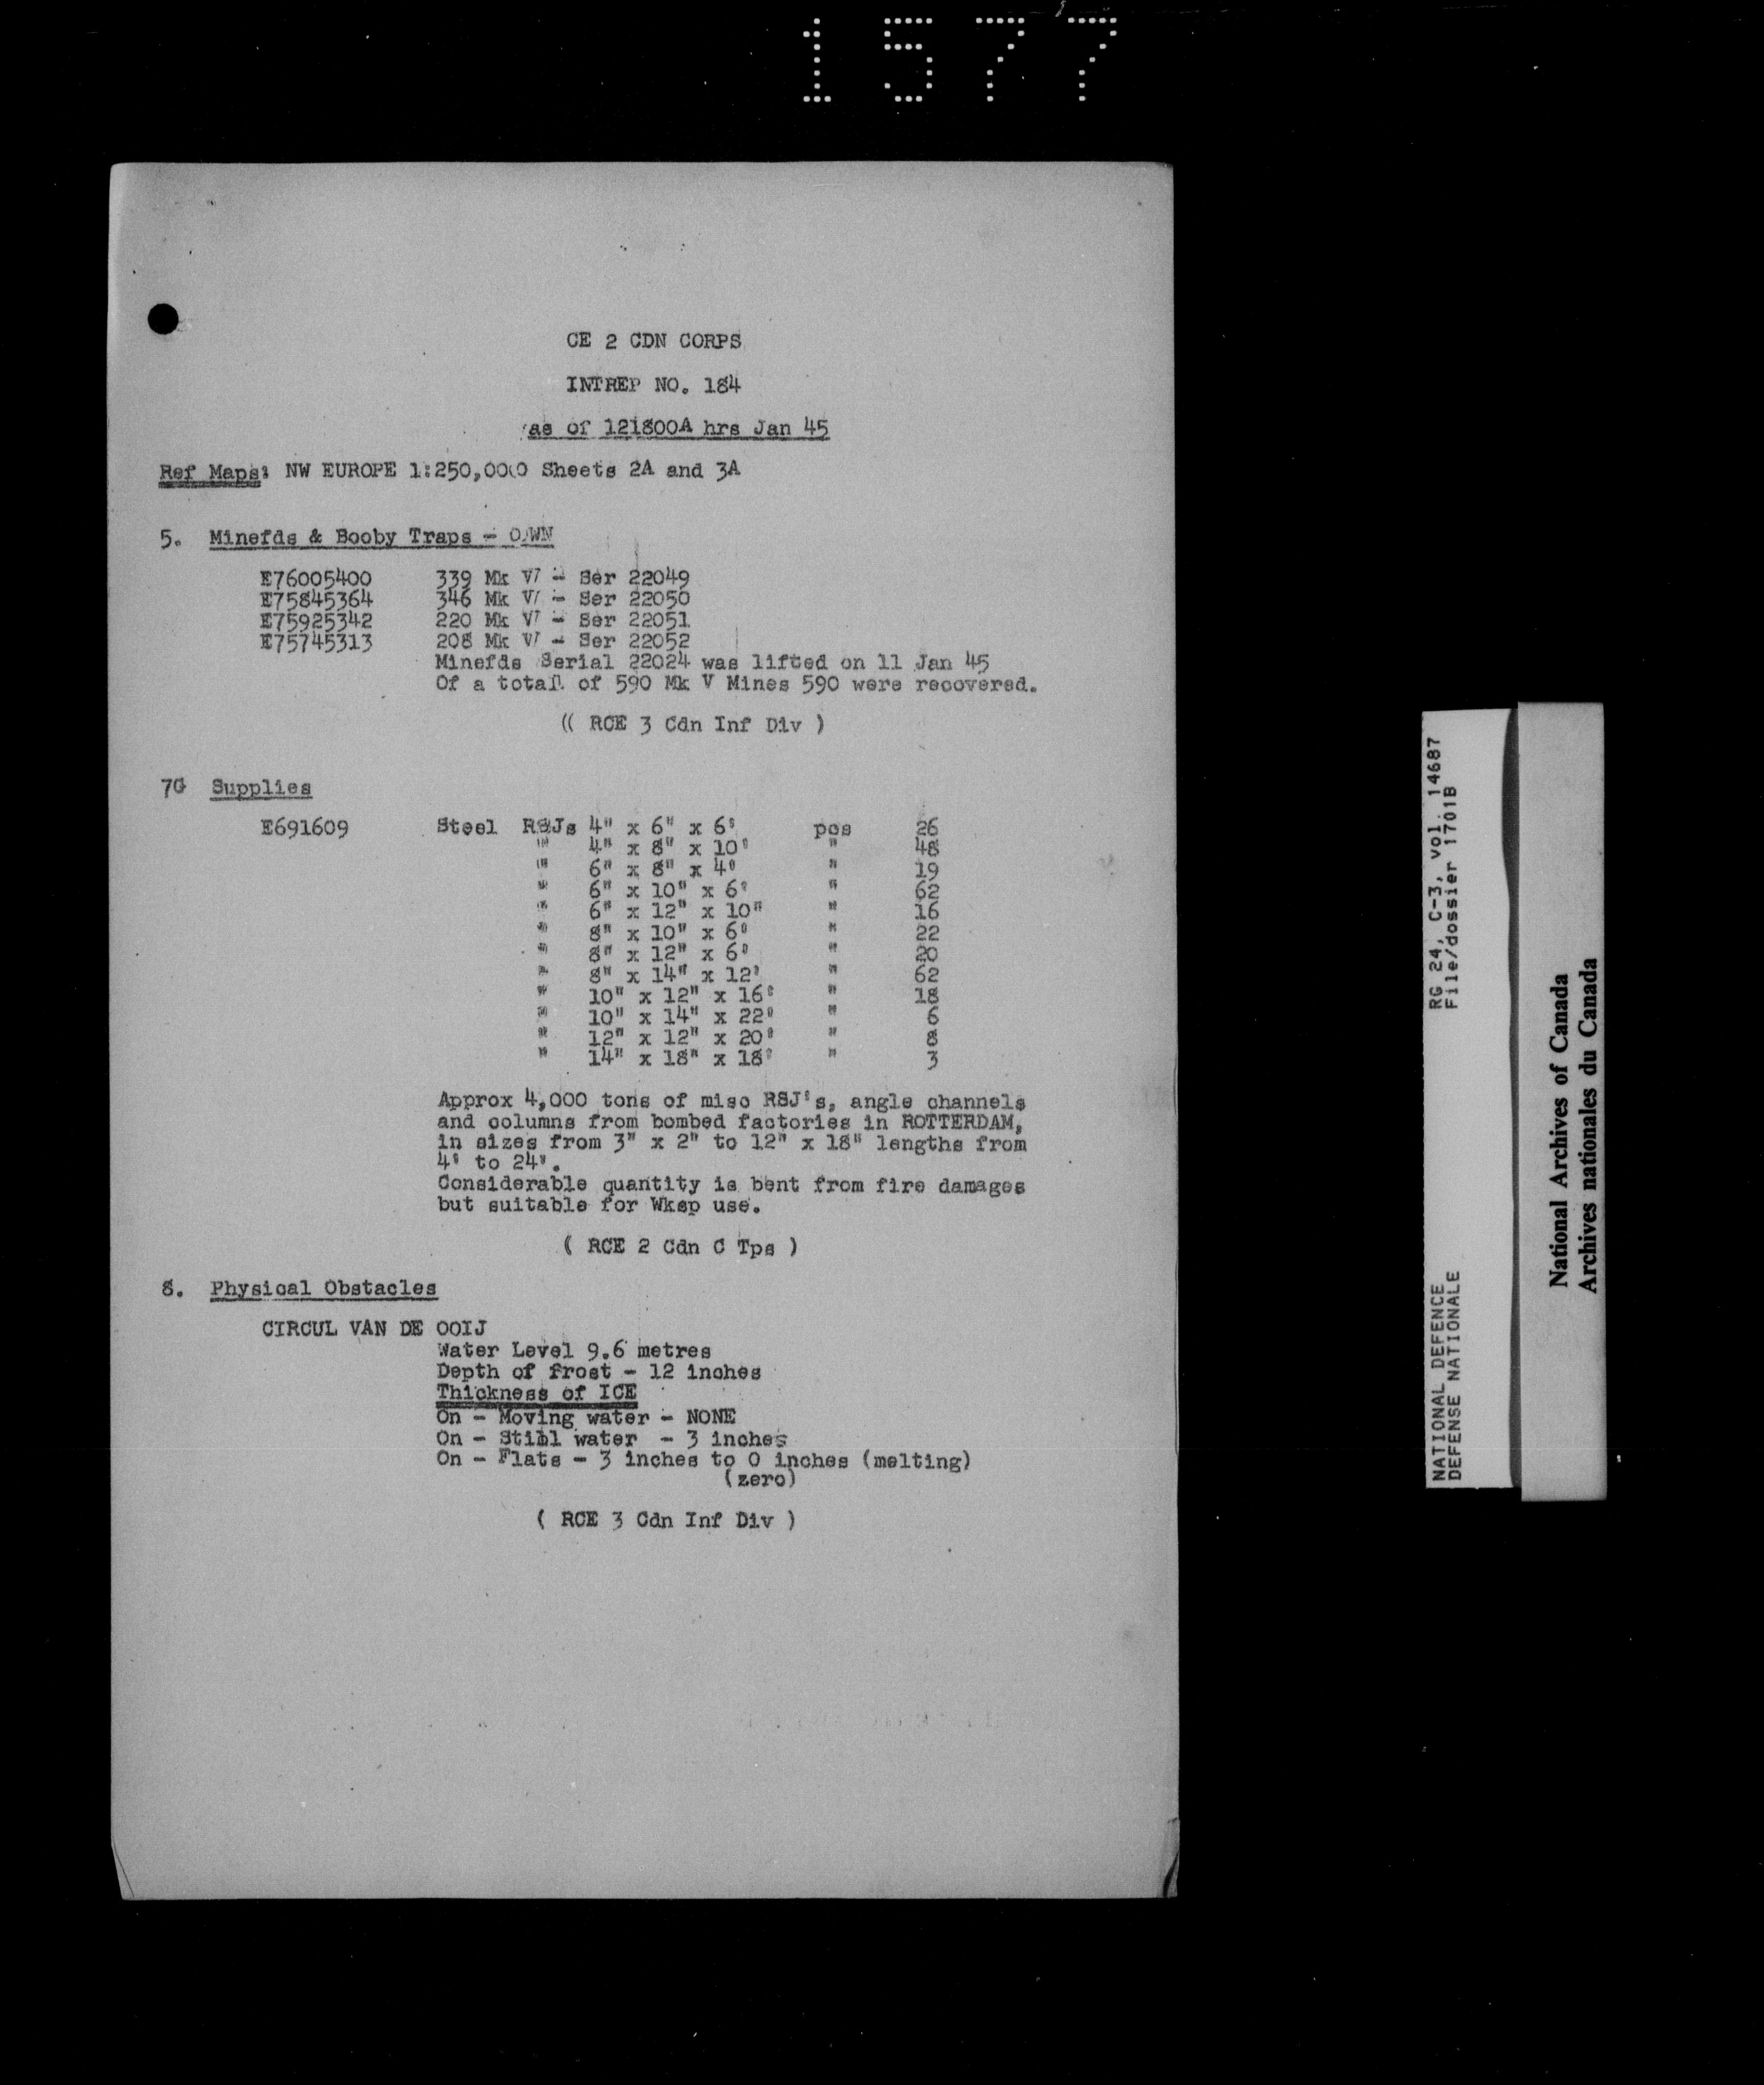 1577
CE 2 CDN CORPS
INTREP NO. 184
as of 121800A hrs Jan 45
Ref Maps: NW EUROPE 1:250,000 Sheets 2A and 3A
5. Minefds & Booby Traps - OWN
E76005400 339 Mk V - Ser 22049
E75845364 346 Mk V - Ser 22050
E75925342 220 Mk V - Ser 22051
E75745313 208 Mk V - Ser 22052
Minefds Serial 22024 was lifted on 11 Jan 45
Of a total of 590 Mk V Mines 590 were recovered.
(( RCE 3 Cdn Inf Div )
7G Supplies
E691609 Steel RSJs 4" x 6" x 6' pcs 26
" 4" x 8" x 10' " 48
" 6" x 8" x 4' " 19
" 6" x 10" x 6' " 62
" 6" x 12" x 10" " 16
" 8" x 10" x 6' " 22
" 8" x 12" x 6' " 20
" 8" x 14" x 12' " 62
" 10" x 12" x 16' " 18
" 10" x 14" x 22' " 6
" 12" x 12" x 20' " 8
" 14" x 18" x 18' " 3
Approx 4,000 tons of misc RSJ's, angle channels
and columns from bombed factories in ROTTERDAM,
in sizes from 3" x 2" to 12" x 18" lengths from
4' to 24'.
Considerable quantity is bent from fire damages
but suitable for Wksp use.
( RCE 2 Cdn C Tps )
8. Physical Obstacles
CIRCUL VAN DE OOIJ
Water Level 9.6 metres
Depth of frost - 12 inches
Thickness of ICE
On - Moving water - NONE
On - Still water - 3 inches
On - Flats - 3 inches to 0 inches (melting)
(zero)
( RCE 3 Cdn Inf Div )
RG 24, C-3, vol. 14687
File/dossier 1701B
NATIONAL DEFENCE
DEFENSE NATIONALE
National Archives of Canada
Archives nationales du Canada